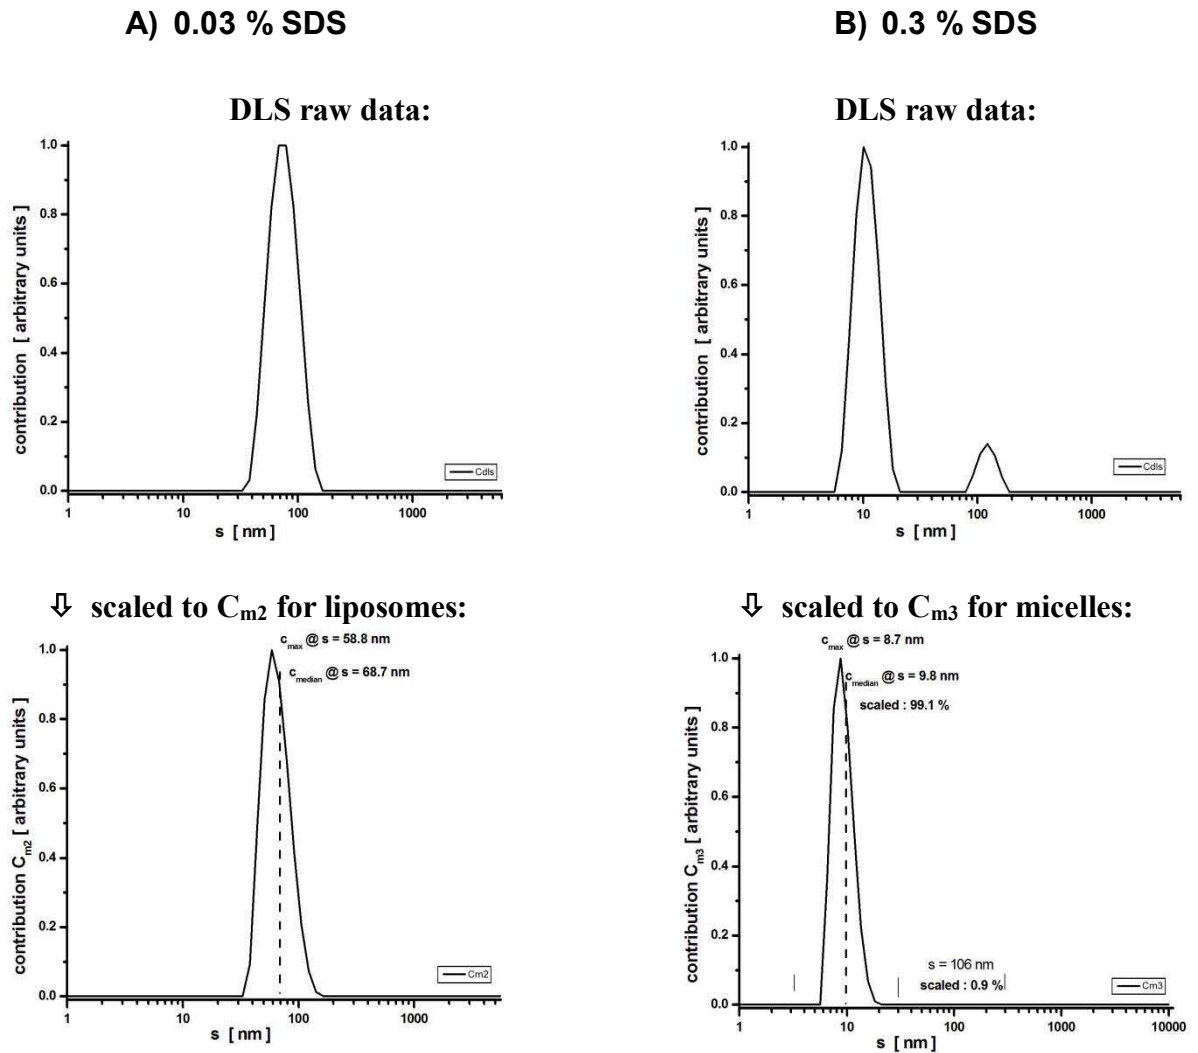 A) 0.03 % SDS
DLS raw data:
contribution [ arbitrary units ]
1.0
0.8
0.6
0.4
0.2
0.0
Cdls
1
10
100
1000
s [ nm ]
⇩ scaled to Cm2 for liposomes:
cmax @ s = 58.8 nm
cmedian @ s = 68.7 nm
contribution Cm2 [ arbitrary units ]
1.0
0.8
0.6
0.4
0.2
0.0
Cm2
1
10
100
1000
s [ nm ]
B) 0.3 % SDS
DLS raw data:
contribution [ arbitrary units ]
1.0
0.8
0.6
0.4
0.2
0.0
Cdls
1
10
100
1000
s [ nm ]
⇩ scaled to Cm3 for micelles:
cmax @ s = 8.7 nm
cmedian @ s = 9.8 nm
scaled : 99.1 %
contribution Cm3 [ arbitrary units ]
1.0
0.8
0.6
0.4
0.2
0.0
s = 106 nm
scaled : 0.9 %
Cm3
1
10
100
1000
10000
s [ nm ]